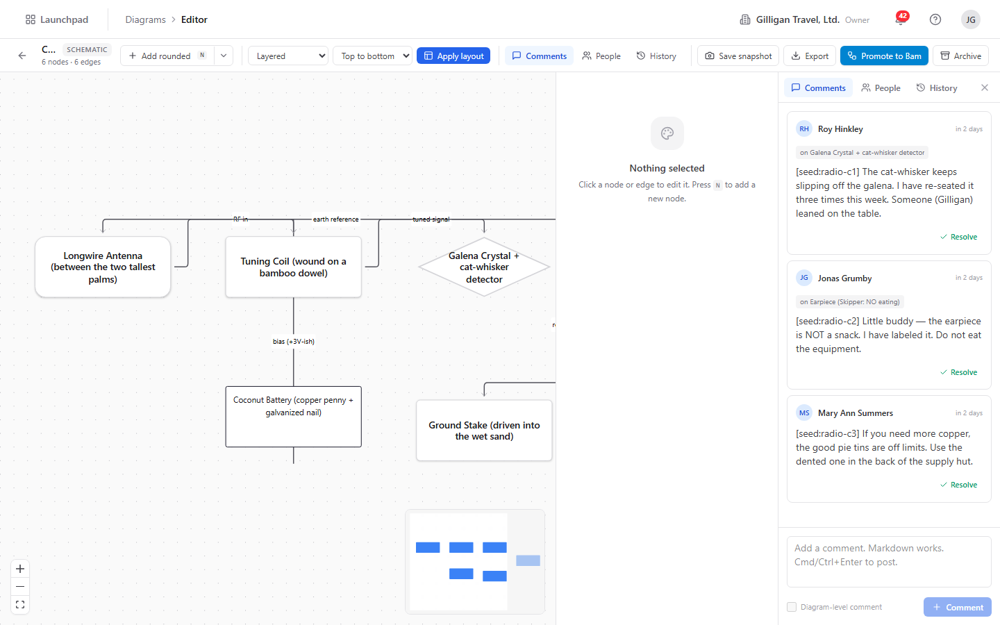 Launchpad
Diagrams > Editor
Gilligan Travel, Ltd. Owner
42
JG
C... SCHEMATIC
6 nodes · 6 edges
+ Add rounded N
Layered
Top to bottom
Apply layout
Comments
People
History
Save snapshot
Export
Promote to Bam
Archive
RF in
earth reference
tuned signal
Longwire Antenna
(between the two tallest
palms)
Tuning Coil (wound on a
bamboo dowel)
Galena Crystal +
cat-whisker
detector
bias (+3V-ish)
Coconut Battery (copper penny +
galvanized nail)
Ground Stake (driven into
the wet sand)
Nothing selected
Click a node or edge to edit it. Press N to add a
new node.
Comments
People
History
RH Roy Hinkley in 2 days
on Galena Crystal + cat-whisker detector
[seed:radio-c1] The cat-whisker keeps
slipping off the galena. I have re-seated it
three times this week. Someone (Gilligan)
leaned on the table.
Resolve
JG Jonas Grumby in 2 days
on Earpiece (Skipper: NO eating)
[seed:radio-c2] Little buddy — the earpiece
is NOT a snack. I have labeled it. Do not eat
the equipment.
Resolve
MS Mary Ann Summers in 2 days
[seed:radio-c3] If you need more copper,
the good pie tins are off limits. Use the
dented one in the back of the supply hut.
Resolve
Add a comment. Markdown works.
Cmd/Ctrl+Enter to post.
Diagram-level comment
+ Comment